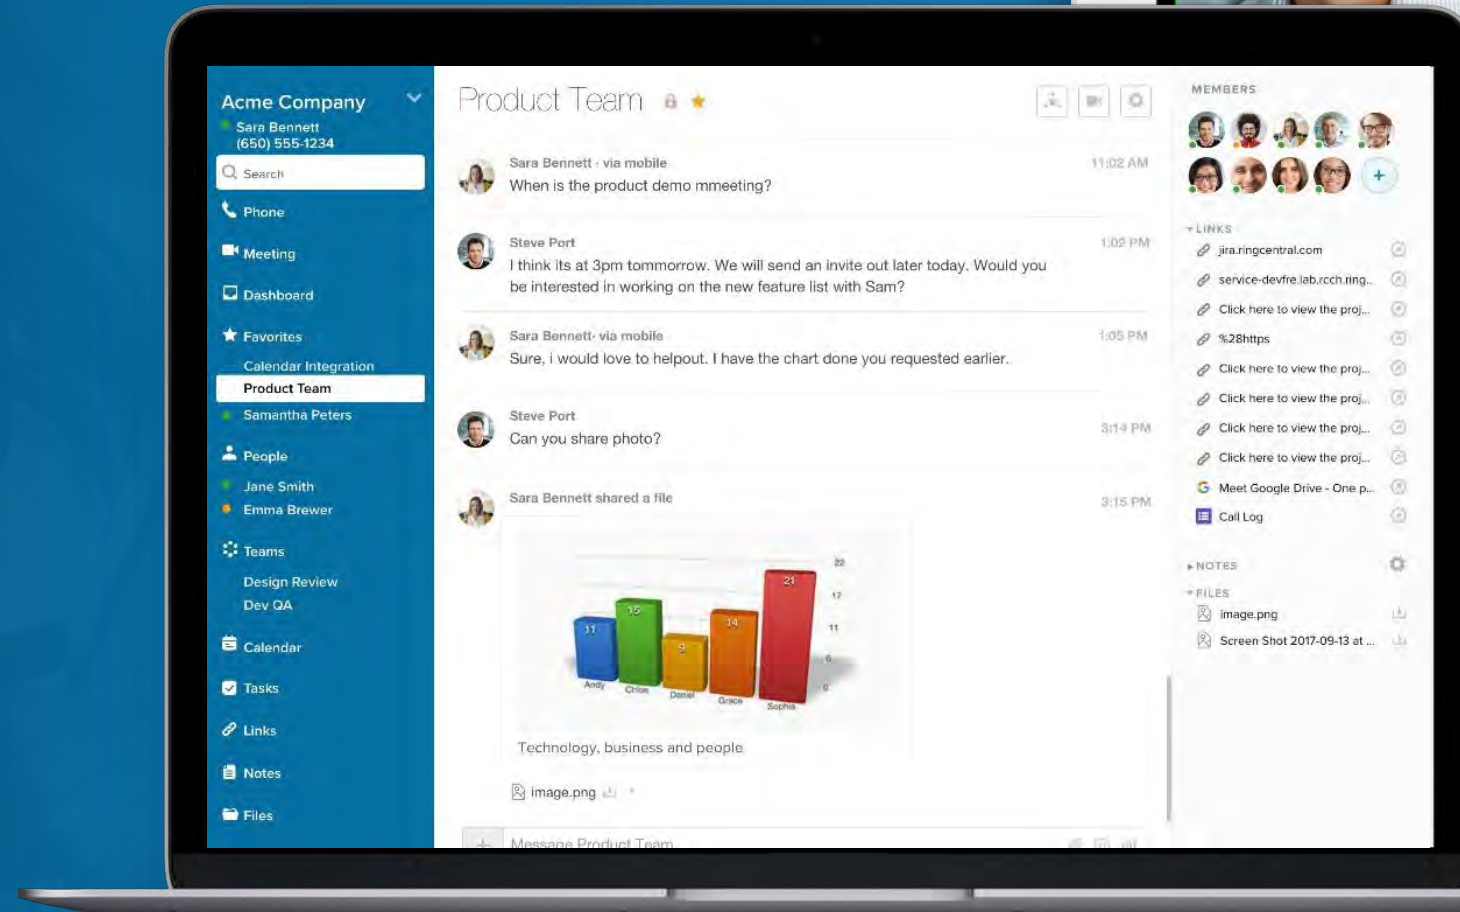 Acme Company
Sara Bennett
(650) 555-1234
Search
Phone
Meeting
Dashboard
Favorites
Calendar Integration
Product Team
Samantha Peters
People
Jane Smith
Emma Brewer
Teams
Design Review
Dev QA
Calendar
Tasks
Links
Notes
Files
Product Team
Sara Bennett · via mobile 11:02 AM
When is the product demo mmeeting?
Steve Port 1:02 PM
I think its at 3pm tommorrow. We will send an invite out later today. Would you
be interested in working on the new feature list with Sam?
Sara Bennett· via mobile 1:05 PM
Sure, i would love to helpout. I have the chart done you requested earlier.
Steve Port
Can you share photo? 3:14 PM
Sara Bennett shared a file 3:15 PM
22
17
11
6
0
11
15
9
14
21
Andy
Chloe
Daniel
Grace
Sophia
Technology, business and people
image.png
Message Product Team
MEMBERS
LINKS
jira.ringcentral.com
service-devfre.lab.rcch.ring...
Click here to view the proj...
%28https
Click here to view the proj...
Click here to view the proj...
Click here to view the proj...
Click here to view the proj...
Meet Google Drive - One p...
Call Log
NOTES
FILES
image.png
Screen Shot 2017-09-13 at ...